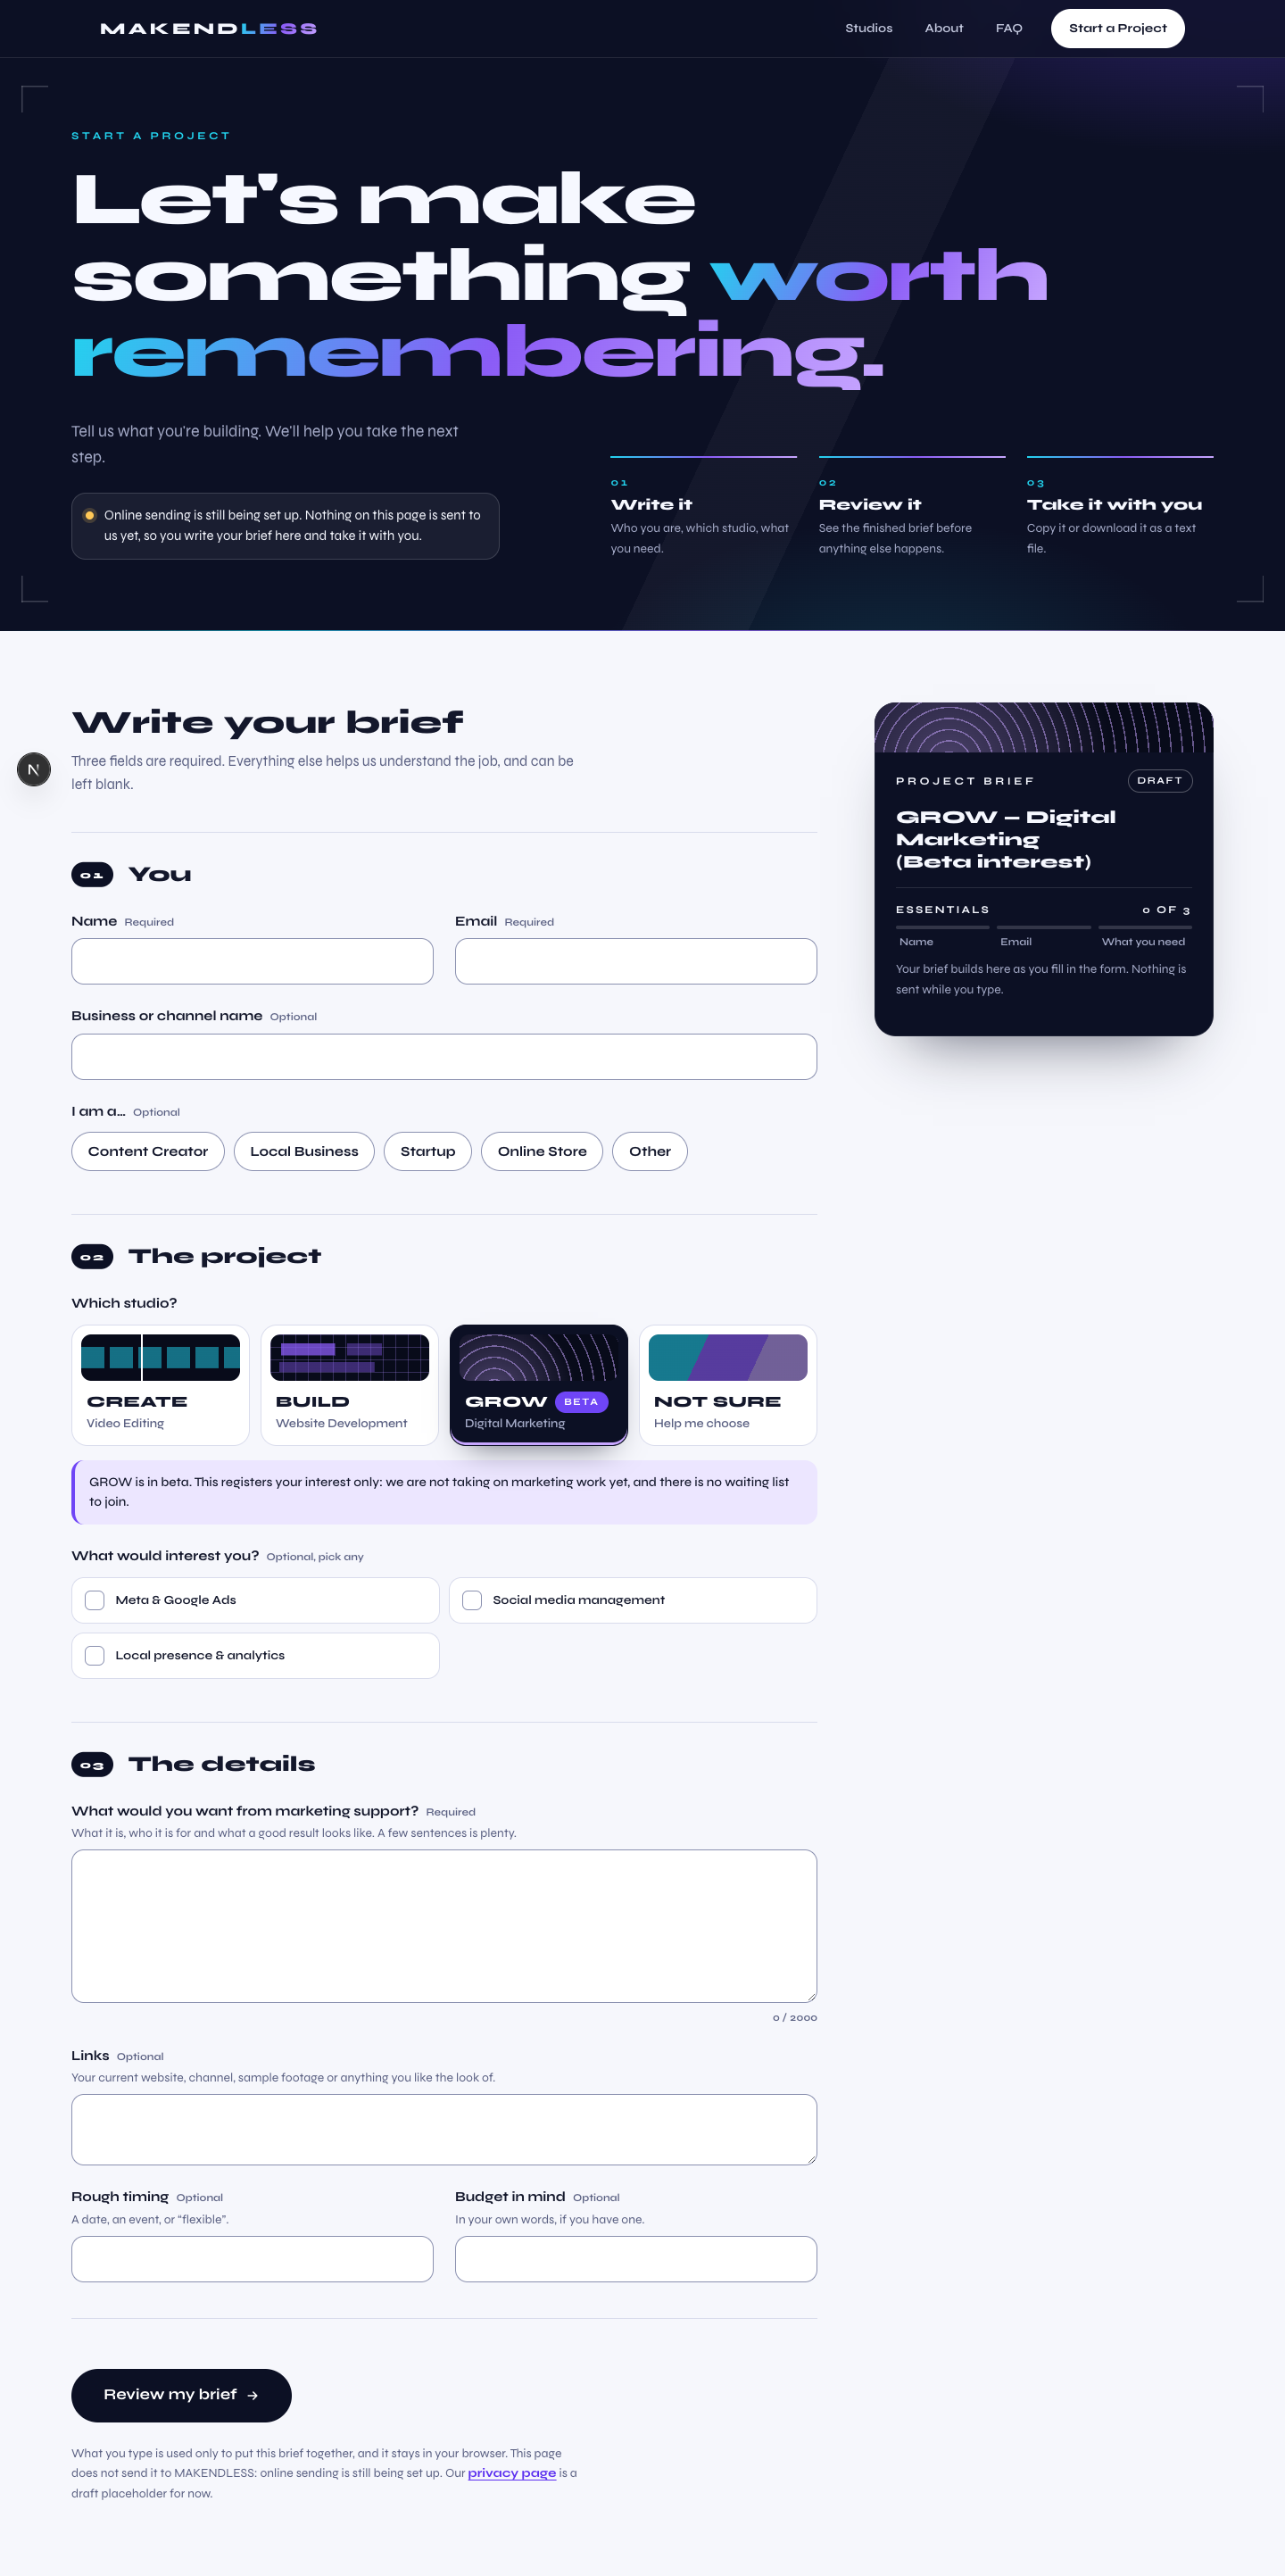 MAKENDLESS
Studios
About
FAQ
Start a Project
START A PROJECT
Let's make
something worth
remembering.
Tell us what you're building. We'll help you take the next
step.
Online sending is still being set up. Nothing on this page is sent to
us yet, so you write your brief here and take it with you.
01
Write it
Who you are, which studio, what
you need.
02
Review it
See the finished brief before
anything else happens.
03
Take it with you
Copy it or download it as a text
file.
Write your brief
Three fields are required. Everything else helps us understand the job, and can be
left blank.
N
PROJECT BRIEF
DRAFT
GROW – Digital
Marketing
(Beta interest)
ESSENTIALS
0 OF 3
Name
Email
What you need
Your brief builds here as you fill in the form. Nothing is
sent while you type.
01 You
Name Required
Email Required
Business or channel name Optional
I am a... Optional
Content Creator
Local Business
Startup
Online Store
Other
02 The project
Which studio?
CREATE
Video Editing
BUILD
Website Development
GROW BETA
Digital Marketing
NOT SURE
Help me choose
GROW is in beta. This registers your interest only: we are not taking on marketing work yet, and there is no waiting list
to join.
What would interest you? Optional, pick any
Meta & Google Ads
Social media management
Local presence & analytics
03 The details
What would you want from marketing support? Required
What it is, who it is for and what a good result looks like. A few sentences is plenty.
0 / 2000
Links Optional
Your current website, channel, sample footage or anything you like the look of.
Rough timing Optional
A date, an event, or “flexible”.
Budget in mind Optional
In your own words, if you have one.
Review my brief →
What you type is used only to put this brief together, and it stays in your browser. This page
does not send it to MAKENDLESS: online sending is still being set up. Our privacy page is a
draft placeholder for now.